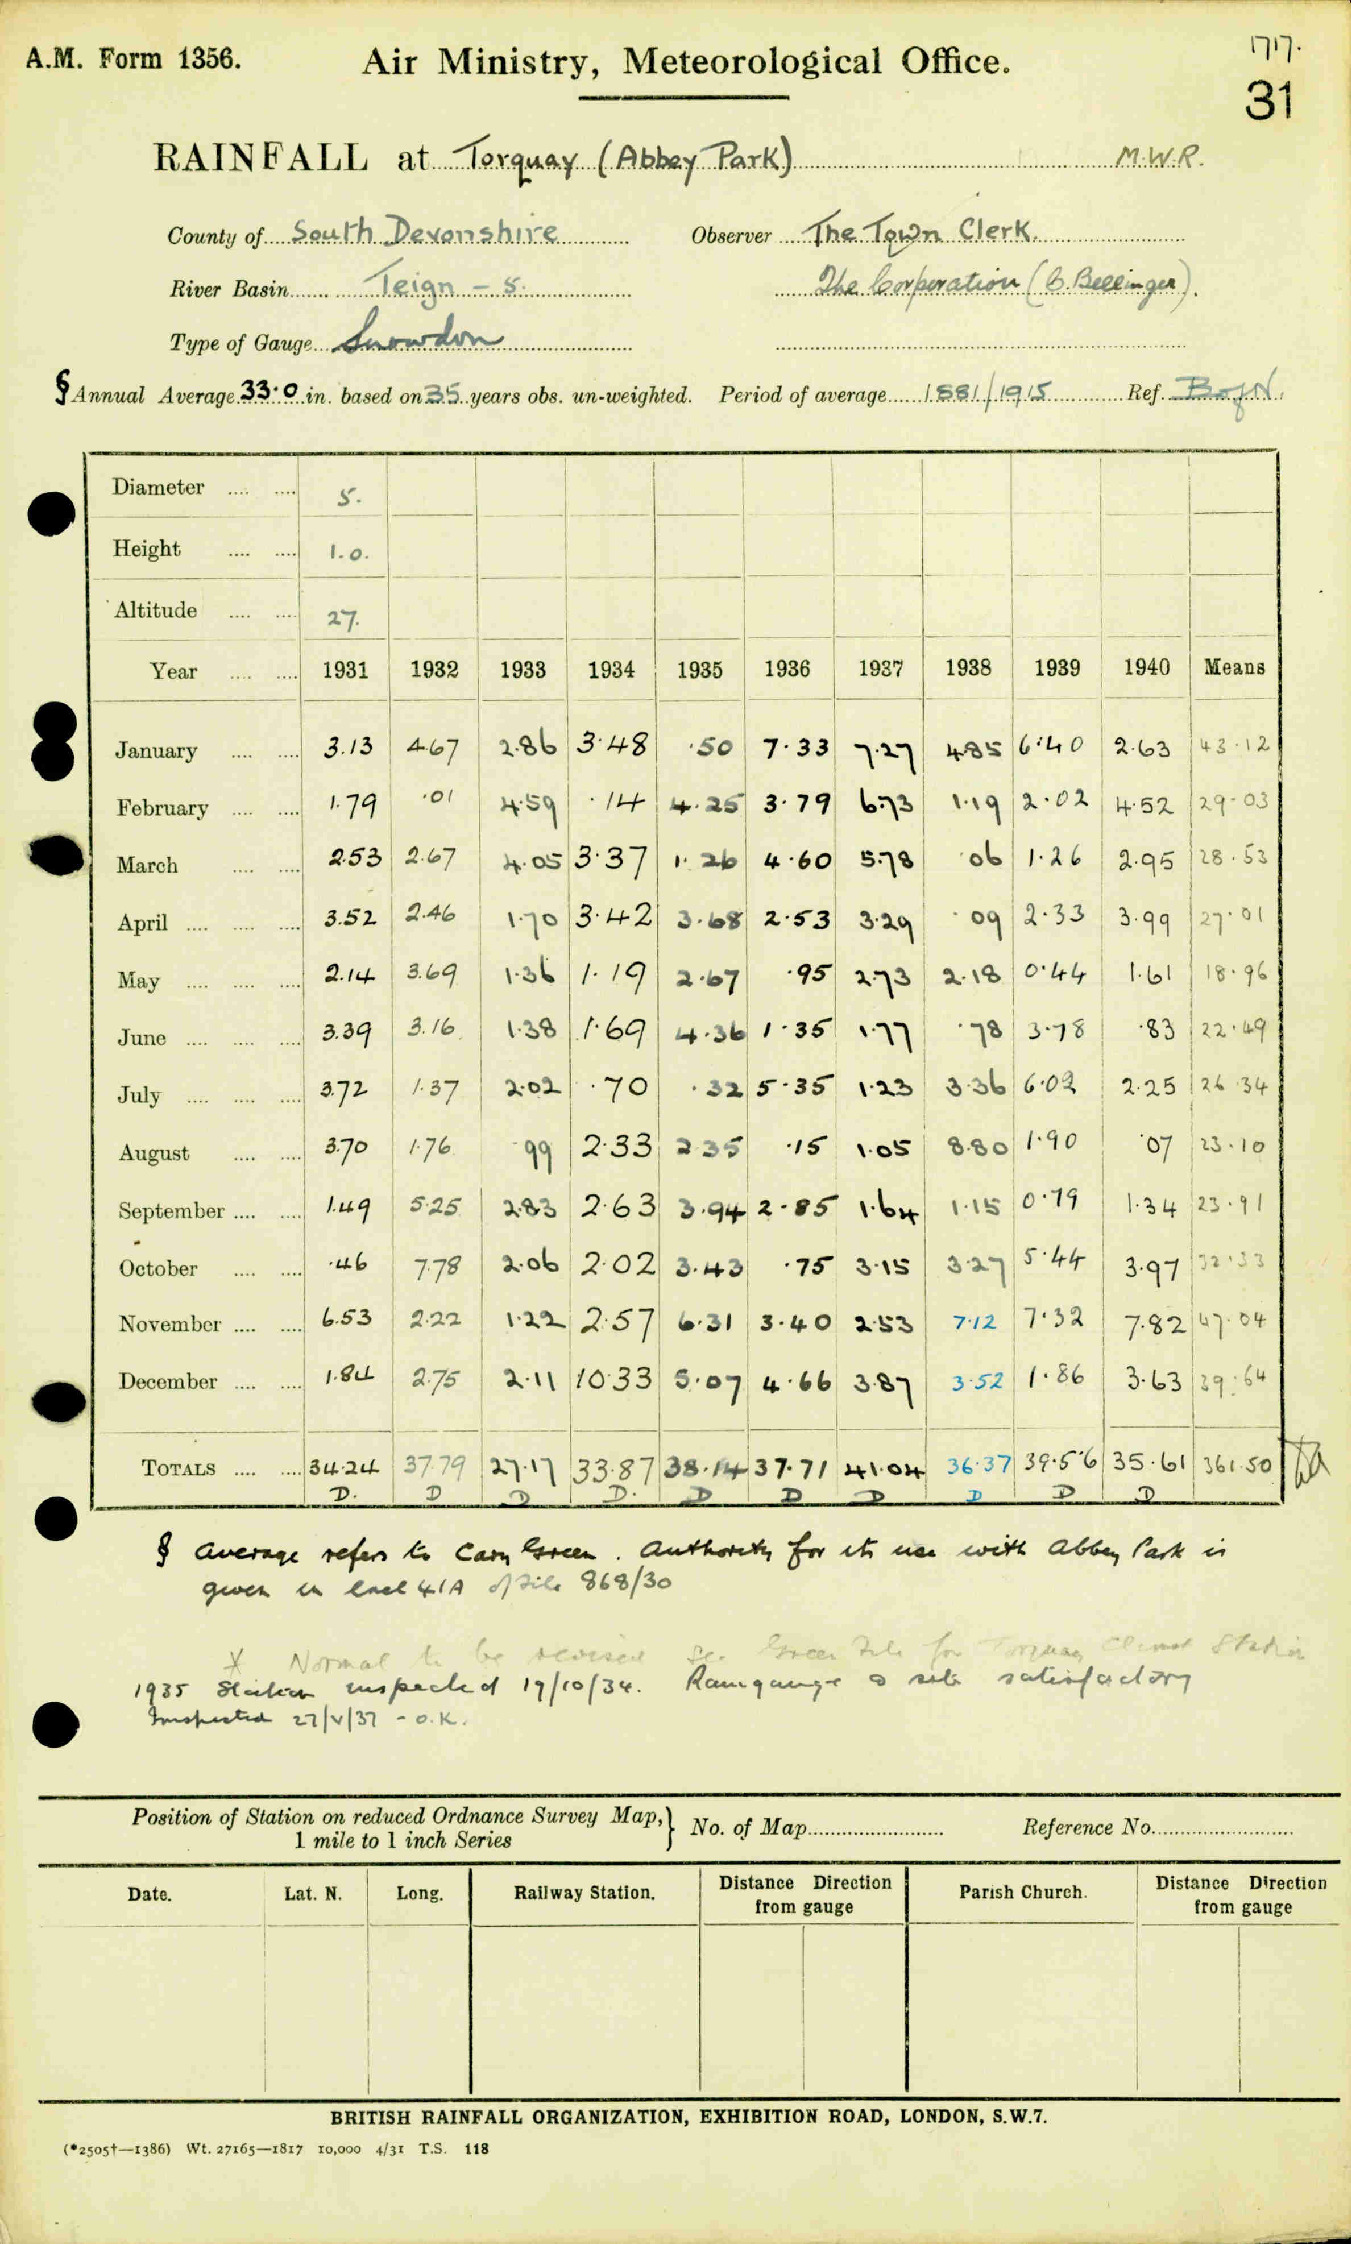 A.M. Form 1356.
Air Ministry, Meteorological Office.
1717.
31
RAINFALL at Torquay (Abbey Park) M.W.R.
County of South Devonshire Observer The Town Clerk.
River Basin Teign – 5. The Corporation (C. Bellinger).
Type of Gauge Snowdon
§ Annual Average 33.0 in. based on 35 years obs. un-weighted. Period of average 1881/1915 Ref. B of N.
Diameter 5.
Height 1.0.
Altitude 27.
Year 1931 1932 1933 1934 1935 1936 1937 1938 1939 1940 Means
January 3.13 4.67 2.86 3.48 .50 7.33 7.27 4.85 6.40 2.63 43.12
February 1.79 .01 4.59 .14 4.25 3.79 6.73 1.19 2.02 4.52 29.03
March 2.53 2.67 4.05 3.37 1.26 4.60 5.78 .06 1.26 2.95 28.53
April 3.52 2.46 1.70 3.42 3.68 2.53 3.29 .09 2.33 3.99 27.01
May 2.14 3.69 1.36 1.19 2.67 .95 2.73 2.18 0.44 1.61 18.96
June 3.39 3.16 1.38 1.69 4.36 1.35 1.77 .78 3.78 .83 22.49
July 3.72 1.37 2.02 .70 .32 5.35 1.23 3.36 6.02 2.25 26.34
August 3.70 1.76 .99 2.33 2.35 .15 1.05 8.80 1.90 .07 23.10
September 1.49 5.25 2.83 2.63 3.94 2.85 1.64 1.15 0.79 1.34 23.91
October .46 7.78 2.06 2.02 3.43 .75 3.15 3.27 5.44 3.97 32.33
November 6.53 2.22 1.22 2.57 6.31 3.40 2.53 7.12 7.32 7.82 47.04
December 1.84 2.75 2.11 10.33 5.07 4.66 3.87 3.52 1.86 3.63 39.64
TOTALS 34.24 37.79 27.17 33.87 38.14 37.71 41.04 36.37 39.56 35.61 361.50
D. D D D. D D D D D D
§ Average refers to Cary Green. Authority for its use with Abbey Park is
given in encl 41A of File 868/30
* Normal to be revised See Green File for Torquay Climat Station
1935 Station inspected 19/10/34. Raingauge & site satisfactory
Inspected 27/V/37 – O.K.
Position of Station on reduced Ordnance Survey Map, 1 mile to 1 inch Series } No. of Map Reference No.
Date. Lat. N. Long. Railway Station. Distance Direction from gauge Parish Church. Distance Direction from gauge
BRITISH RAINFALL ORGANIZATION, EXHIBITION ROAD, LONDON, S.W.7.
(*2505†—1386) Wt. 27165—1817 10,000 4/31 T.S. 118